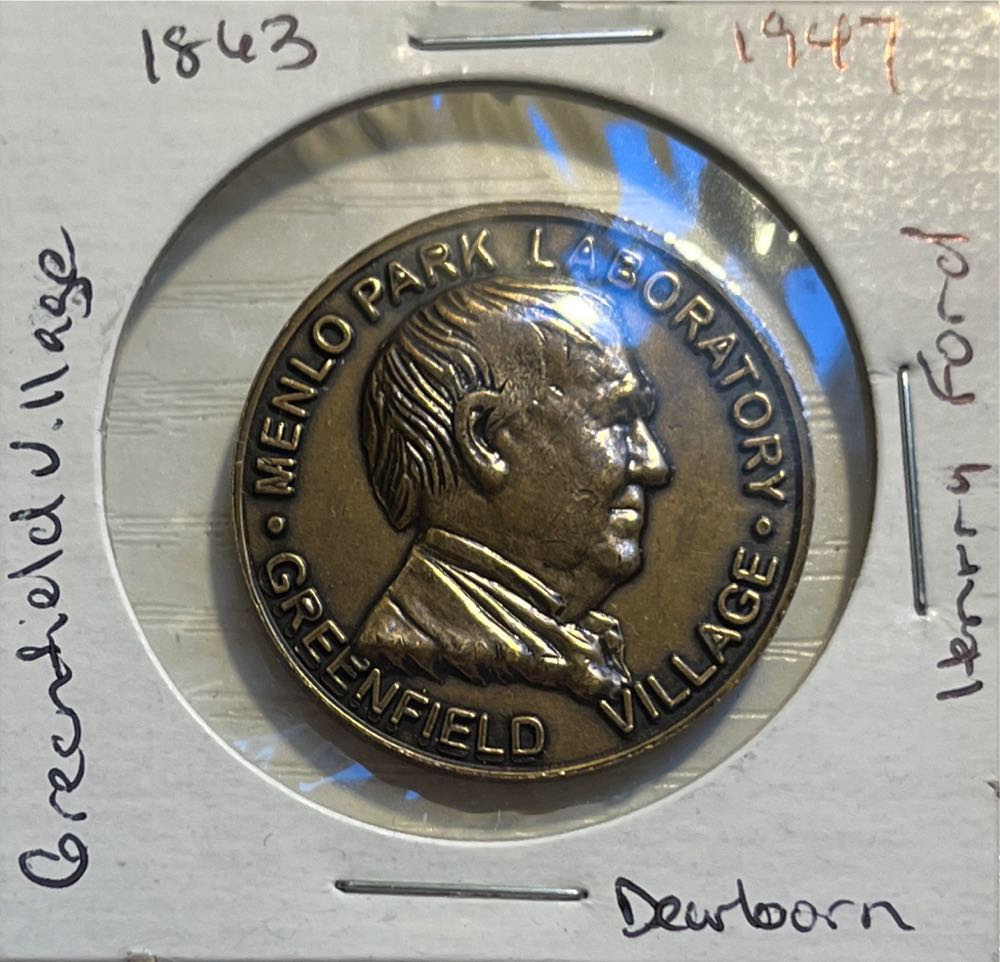 1863
1947
Greenfield Village
henry ford
Dearborn
• MENLO PARK LABORATORY •
GREENFIELD VILLAGE